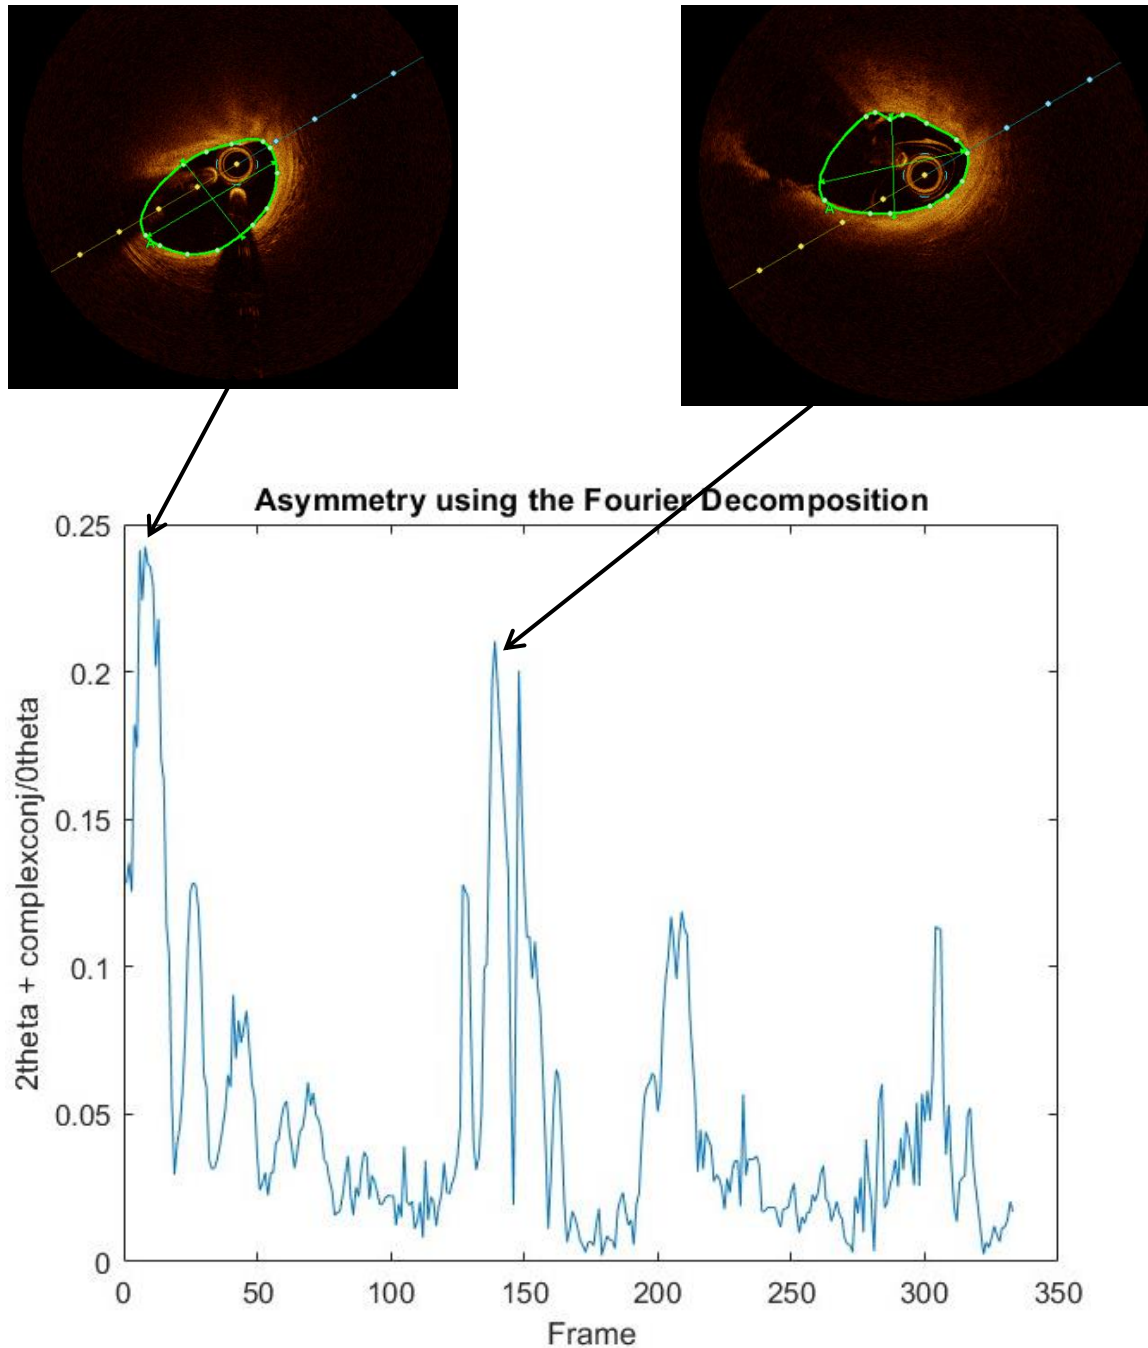 A
A
Asymmetry using the Fourier Decomposition
0.25
0.2
0.15
0.1
0.05
0
2theta + complexconj/0theta
0
50
100
150
200
250
300
350
Frame